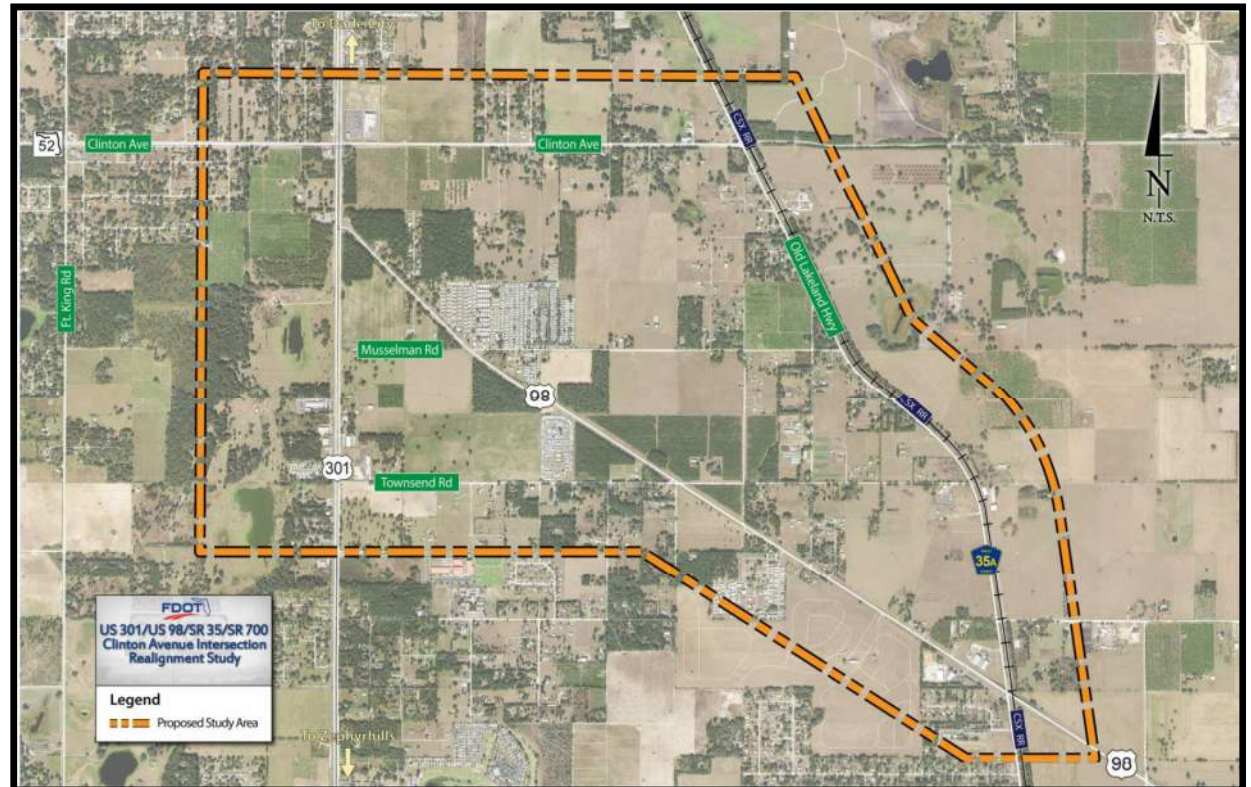 To Dade City
52
Clinton Ave
Clinton Ave
CSX RR
N
N.T.S.
Ft. King Rd
Old Lakeland Hwy
Musselman Rd
CSX RR
301
Townsend Rd
35A
FDOT
US 301/US 98/SR 35/SR 700
Clinton Avenue Intersection
Realignment Study
Legend
Proposed Study Area
To Zephyrhills
CSX RR
98